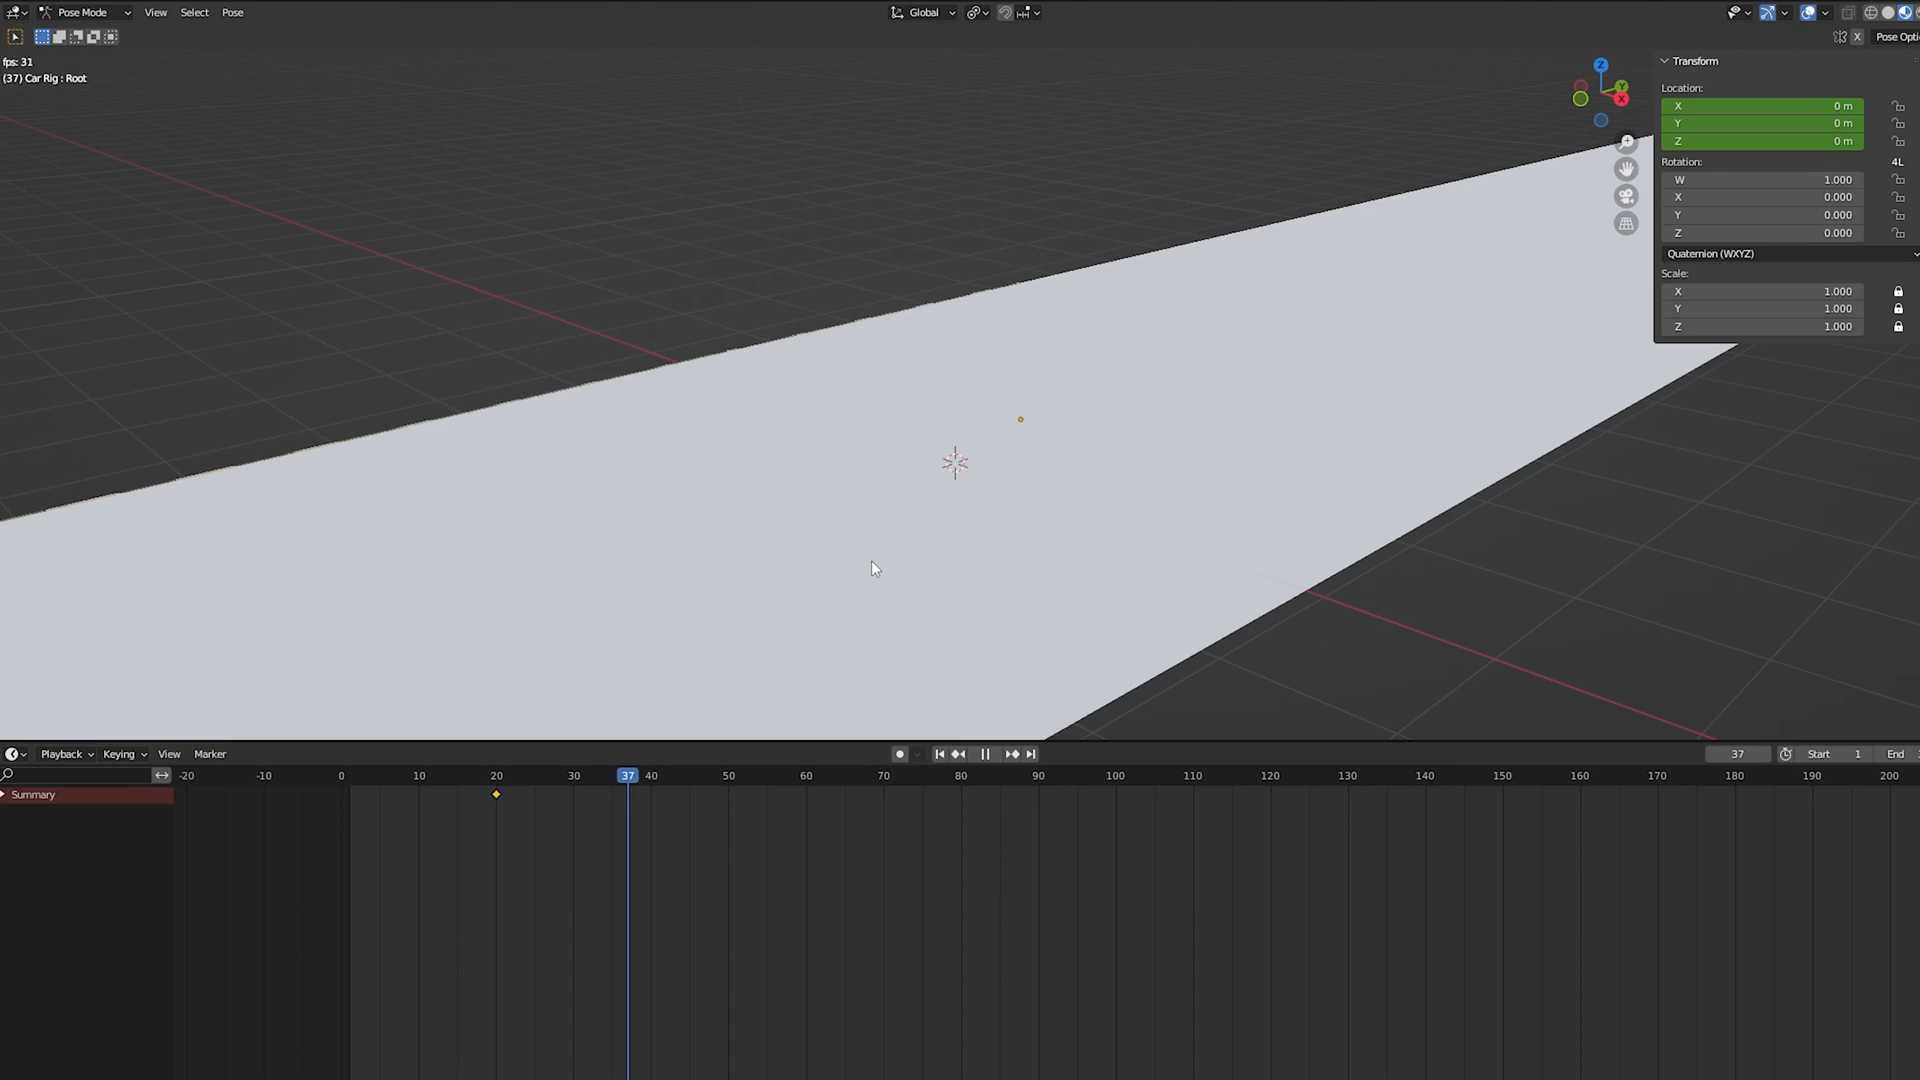 Pose Mode View Select Pose Global
X Pose Opti
fps: 31
(37) Car Rig : Root
Z
Y
X
Transform
Location:
X 0 m
Y 0 m
Z 0 m
Rotation: 4L
W 1.000
X 0.000
Y 0.000
Z 0.000
Quaternion (WXYZ)
Scale:
X 1.000
Y 1.000
Z 1.000
Playback Keying View Marker 37 Start 1 End
-20 -10 0 10 20 30 37 40 50 60 70 80 90 100 110 120 130 140 150 160 170 180 190 200
Summary